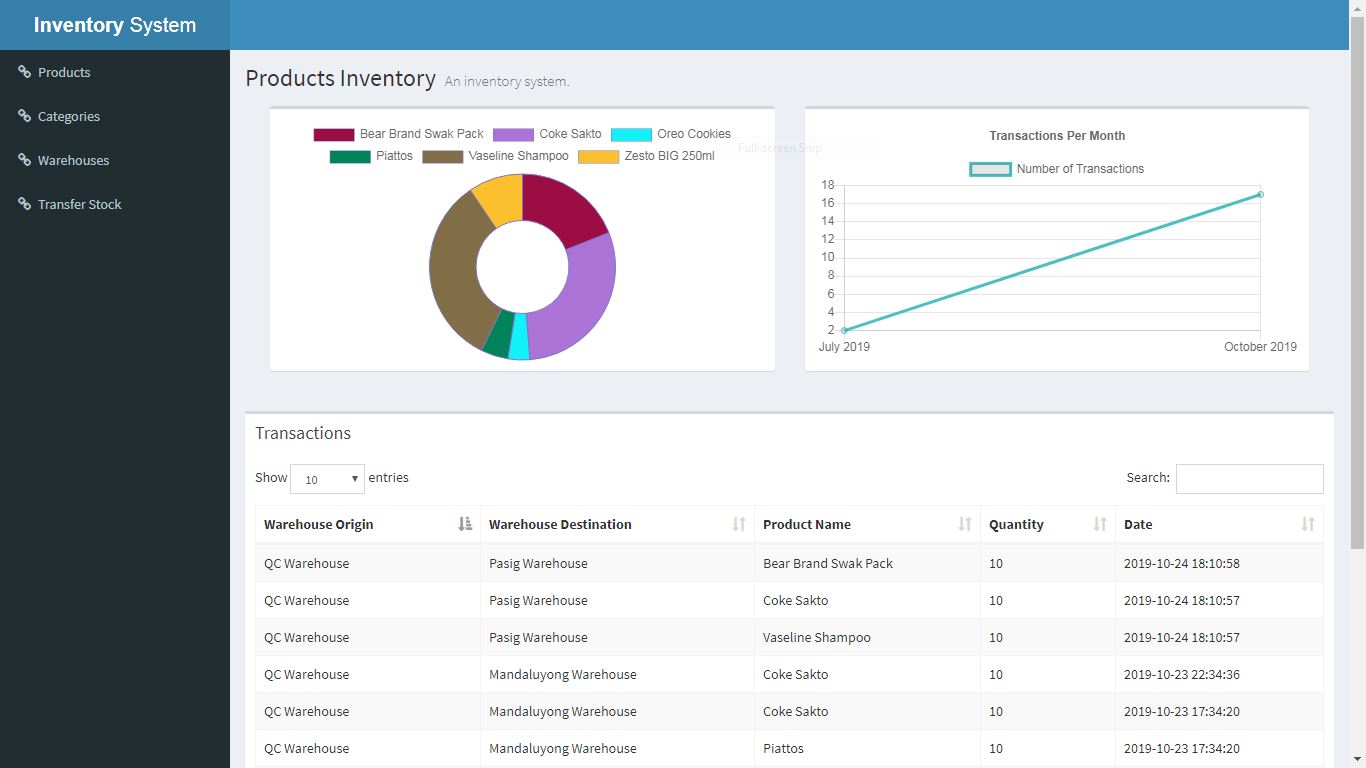 Inventory System
Products
Categories
Warehouses
Transfer Stock
Products Inventory An inventory system.
Bear Brand Swak Pack Coke Sakto Oreo Cookies
Piattos Vaseline Shampoo Zesto BIG 250ml
Full-screen Snip
Transactions Per Month
Number of Transactions
18
16
14
12
10
8
6
4
2
July 2019 October 2019
Transactions
Show 10 entries Search:
Warehouse Origin Warehouse Destination Product Name Quantity Date
QC Warehouse Pasig Warehouse Bear Brand Swak Pack 10 2019-10-24 18:10:58
QC Warehouse Pasig Warehouse Coke Sakto 10 2019-10-24 18:10:57
QC Warehouse Pasig Warehouse Vaseline Shampoo 10 2019-10-24 18:10:57
QC Warehouse Mandaluyong Warehouse Coke Sakto 10 2019-10-23 22:34:36
QC Warehouse Mandaluyong Warehouse Coke Sakto 10 2019-10-23 17:34:20
QC Warehouse Mandaluyong Warehouse Piattos 10 2019-10-23 17:34:20